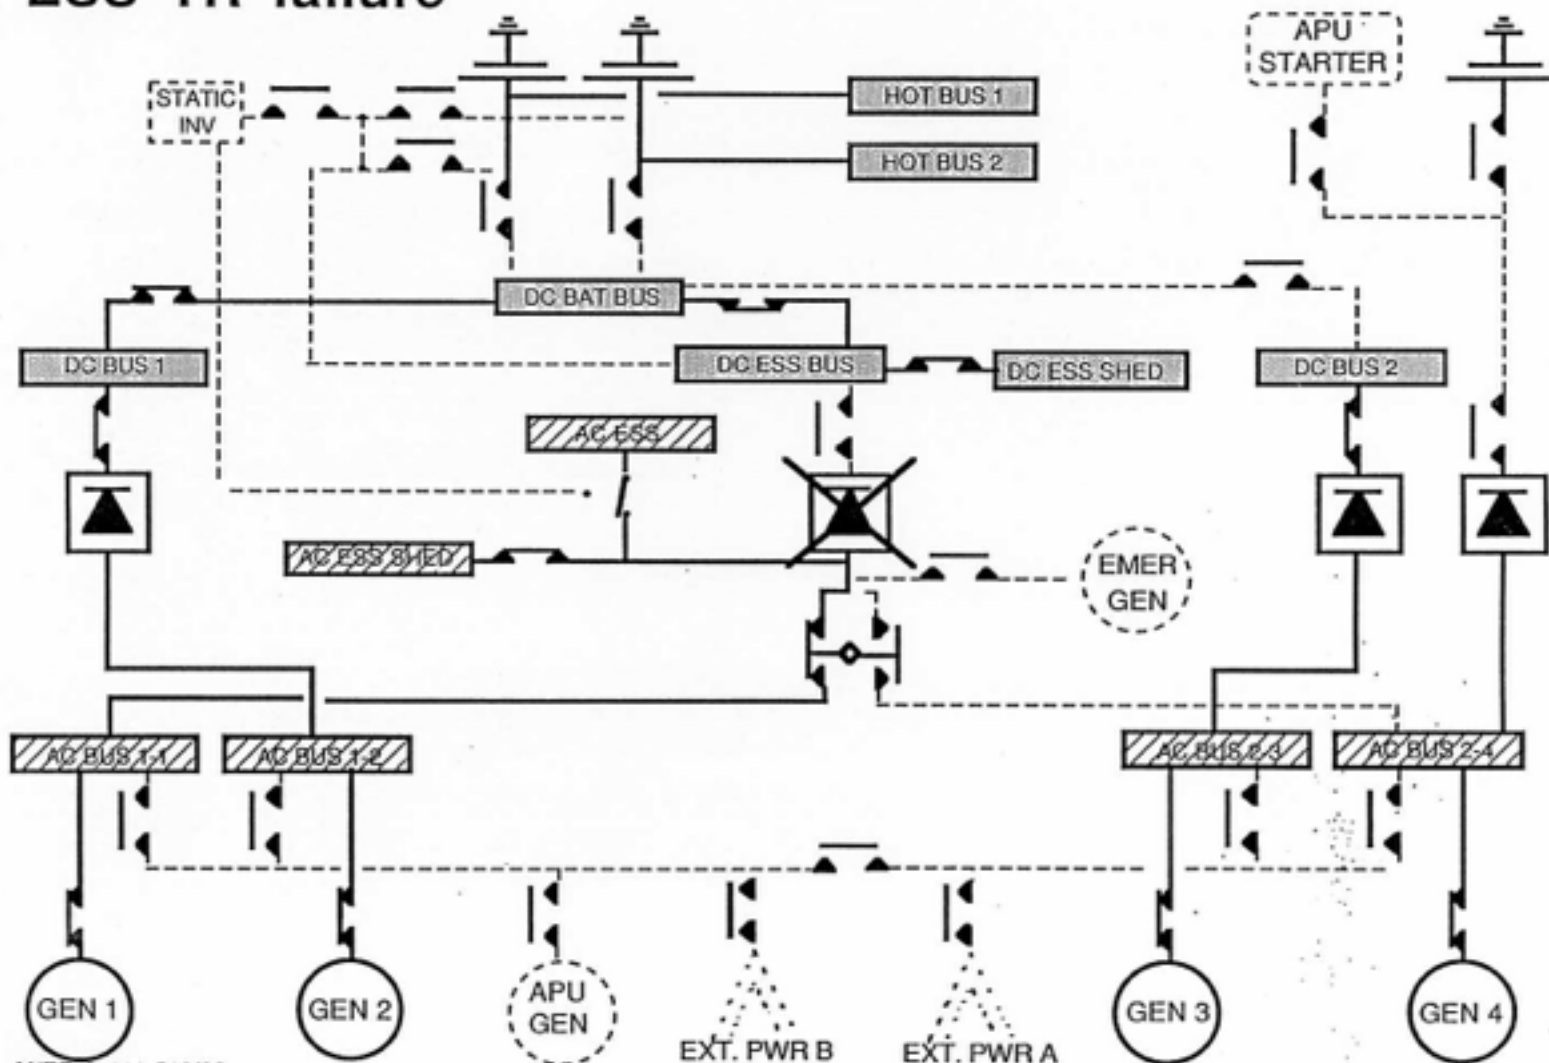 ESS TR failure
APU
STARTER
STATIC
INV
HOT BUS 1
HOT BUS 2
DC BAT BUS
DC BUS 1
DC ESS BUS
DC ESS SHED
DC BUS 2
AC ESS
AC ESS SHED
EMER
GEN
AC BUS 1-1
AC BUS 1-2
AC BUS 2-3
AC BUS 2-4
GEN 1
GEN 2
APU
GEN
EXT. PWR B
EXT. PWR A
GEN 3
GEN 4